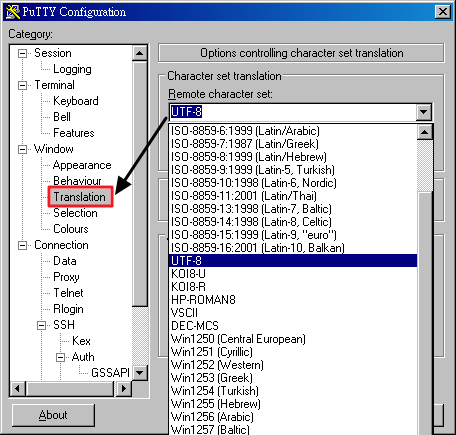 PuTTY Configuration
Category:
Session
Logging
Terminal
Keyboard
Bell
Features
Window
Appearance
Behaviour
Translation
Selection
Colours
Connection
Data
Proxy
Telnet
Rlogin
SSH
Kex
Auth
GSSAPI
Options controlling character set translation
Character set translation
Remote character set:
UTF-8
ISO-8859-6:1999 (Latin/Arabic)
ISO-8859-7:1987 (Latin/Greek)
ISO-8859-8:1999 (Latin/Hebrew)
ISO-8859-9:1999 (Latin-5, Turkish)
ISO-8859-10:1998 (Latin-6, Nordic)
ISO-8859-11:2001 (Latin/Thai)
ISO-8859-13:1998 (Latin-7, Baltic)
ISO-8859-14:1998 (Latin-8, Celtic)
ISO-8859-15:1999 (Latin-9, "euro")
ISO-8859-16:2001 (Latin-10, Balkan)
UTF-8
KOI8-U
KOI8-R
HP-ROMAN8
VSCII
DEC-MCS
Win1250 (Central European)
Win1251 (Cyrillic)
Win1252 (Western)
Win1253 (Greek)
Win1254 (Turkish)
Win1255 (Hebrew)
Win1256 (Arabic)
Win1257 (Baltic)
About